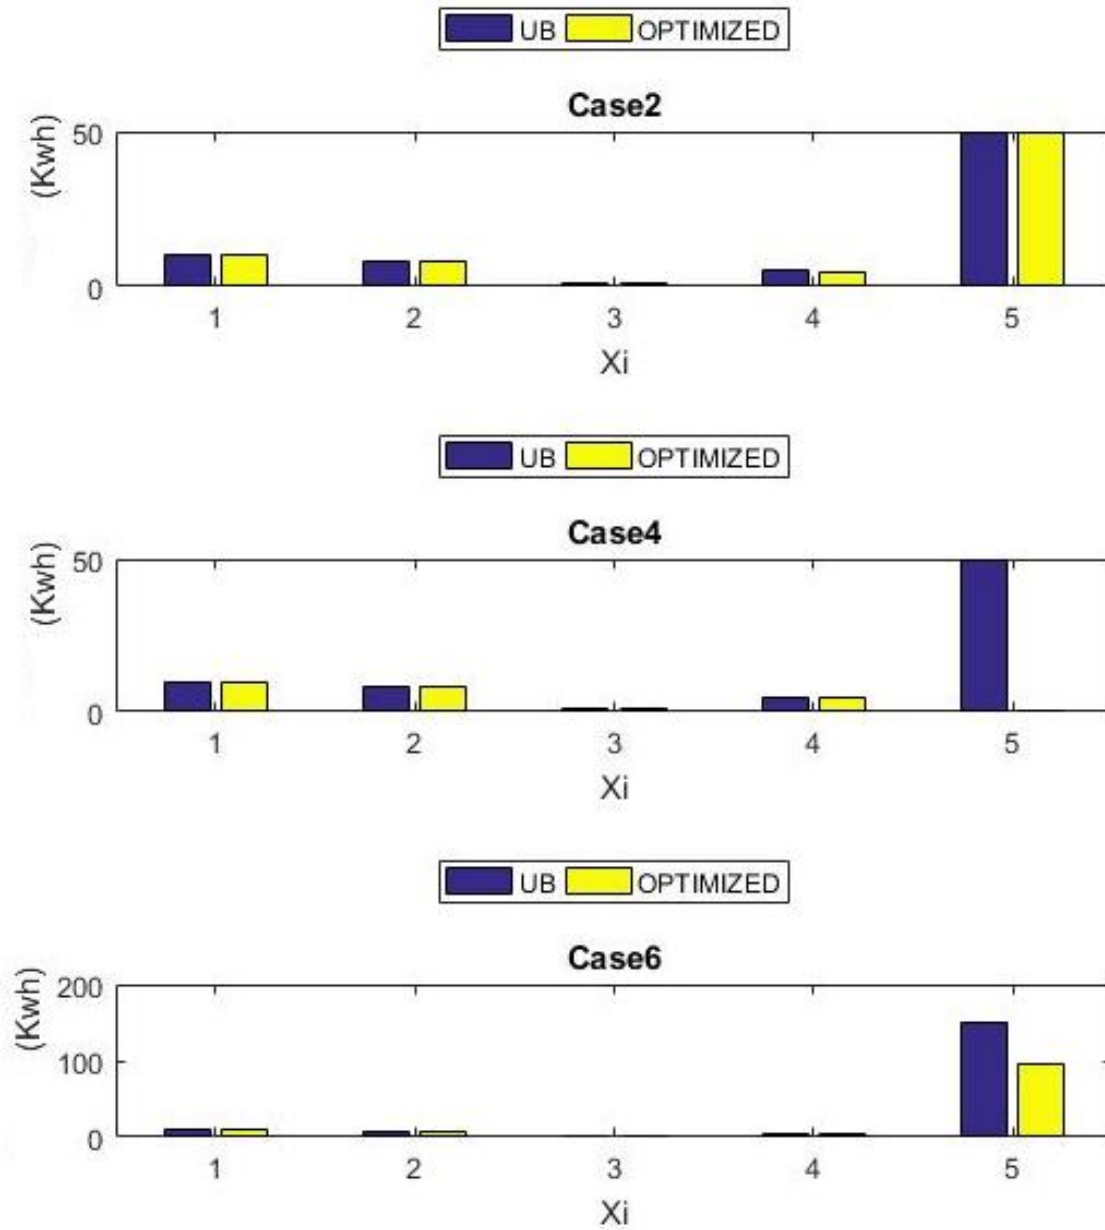 UB OPTIMIZED
Case2
(Kwh)
50
0
1 2 3 4 5
Xi
UB OPTIMIZED
Case4
(Kwh)
50
0
1 2 3 4 5
Xi
UB OPTIMIZED
Case6
(Kwh)
200
100
0
1 2 3 4 5
Xi